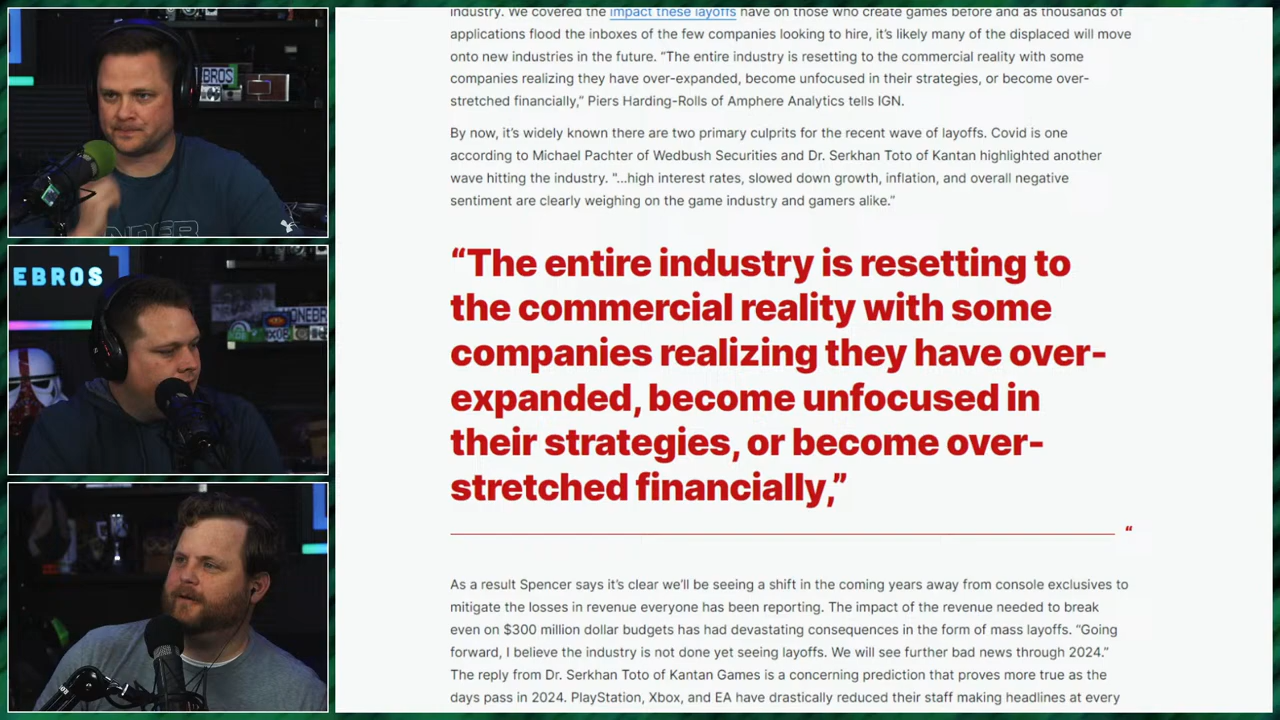 industry. We covered the impact these layoffs have on those who create games before and as thousands of
applications flood the inboxes of the few companies looking to hire, it's likely many of the displaced will move
onto new industries in the future. “The entire industry is resetting to the commercial reality with some
companies realizing they have over-expanded, become unfocused in their strategies, or become over-
stretched financially,” Piers Harding-Rolls of Amphere Analytics tells IGN.
By now, it's widely known there are two primary culprits for the recent wave of layoffs. Covid is one
according to Michael Pachter of Wedbush Securities and Dr. Serkhan Toto of Kantan highlighted another
wave hitting the industry. "...high interest rates, slowed down growth, inflation, and overall negative
sentiment are clearly weighing on the game industry and gamers alike."
“The entire industry is resetting to
the commercial reality with some
companies realizing they have over-
expanded, become unfocused in
their strategies, or become over-
stretched financially,”
“
As a result Spencer says it's clear we'll be seeing a shift in the coming years away from console exclusives to
mitigate the losses in revenue everyone has been reporting. The impact of the revenue needed to break
even on $300 million dollar budgets has had devastating consequences in the form of mass layoffs. “Going
forward, I believe the industry is not done yet seeing layoffs. We will see further bad news through 2024.”
The reply from Dr. Serkhan Toto of Kantan Games is a concerning prediction that proves more true as the
days pass in 2024. PlayStation, Xbox, and EA have drastically reduced their staff making headlines at every
BROS
EBROS